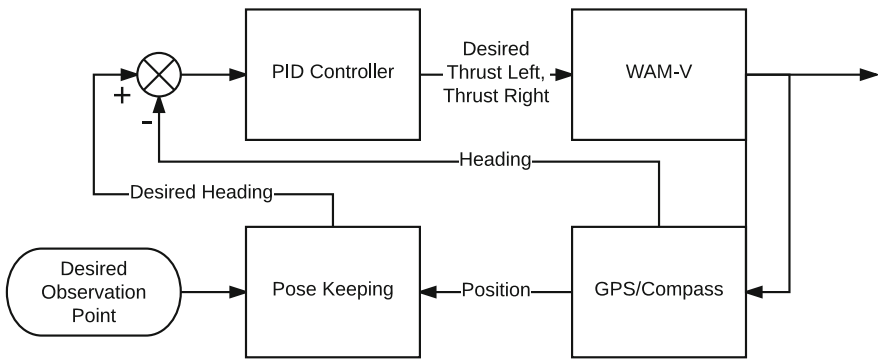 PID Controller
Desired
Thrust Left,
Thrust Right
WAM-V
+
-
Heading
Desired Heading
Desired
Observation
Point
Pose Keeping
Position
GPS/Compass